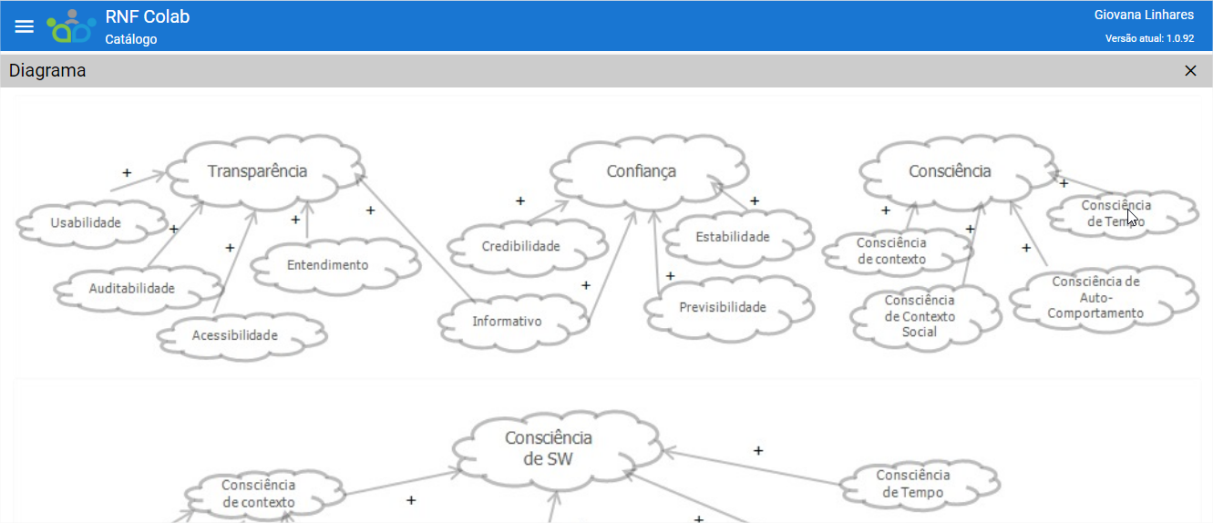 RNF Colab
Catálogo
Giovana Linhares
Versão atual: 1.0.92
Diagrama
Transparência
Confiança
Consciência
+
Usabilidade
+
Auditabilidade
+
Acessibilidade
+
Entendimento
+
Informativo
+
+
Credibilidade
+
Estabilidade
+
Previsibilidade
+
Consciência
de contexto
+
Consciência
de Contexto
Social
+
Consciência de
Auto-
Comportamento
+
Consciência
de Tempo
Consciência
de SW
Consciência
de contexto
+
+
Consciência
de Tempo
+